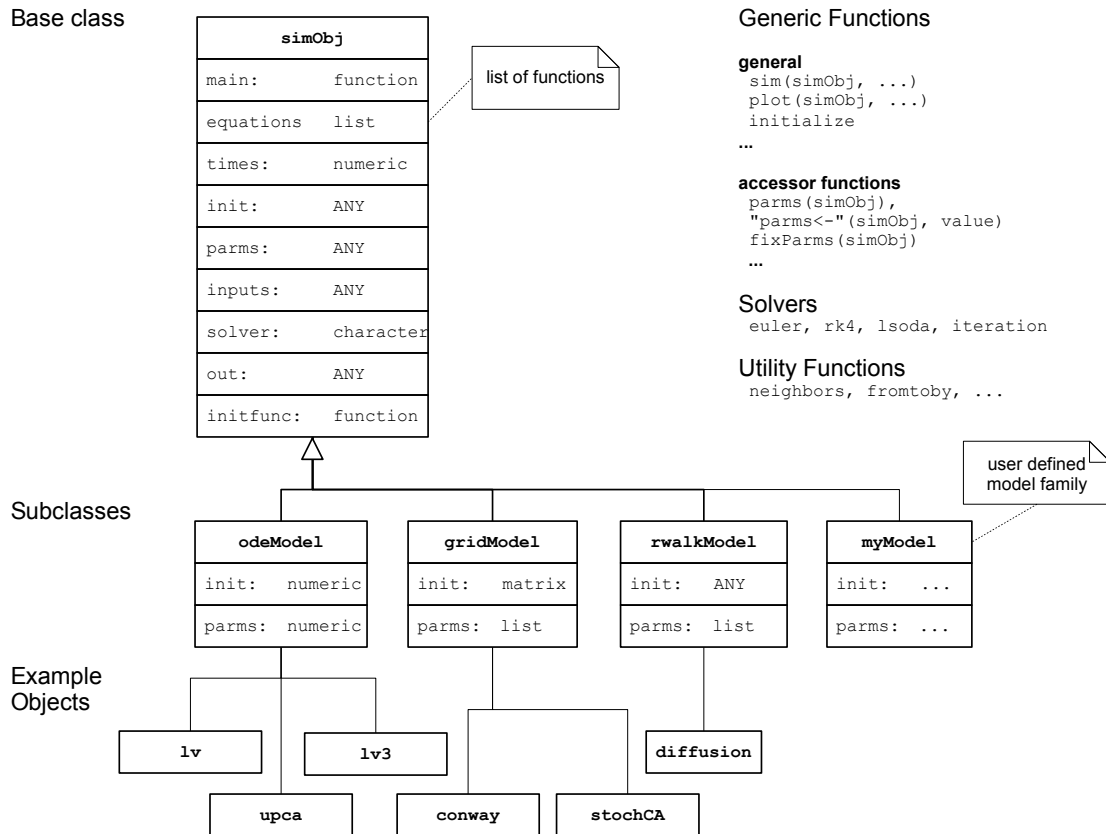 Base class
simObj
main: function
equations list
times: numeric
init: ANY
parms: ANY
inputs: ANY
solver: character
out: ANY
initfunc: function
list of functions
Generic Functions
general
sim(simObj, ...)
plot(simObj, ...)
initialize
...
accessor functions
parms(simObj),
"parms<-"(simObj, value)
fixParms(simObj)
...
Solvers
euler, rk4, lsoda, iteration
Utility Functions
neighbors, fromtoby, ...
user defined
model family
Subclasses
odeModel
init: numeric
parms: numeric
gridModel
init: matrix
parms: list
rwalkModel
init: ANY
parms: list
myModel
init: ...
parms: ...
Example
Objects
lv
lv3
diffusion
upca
conway
stochCA